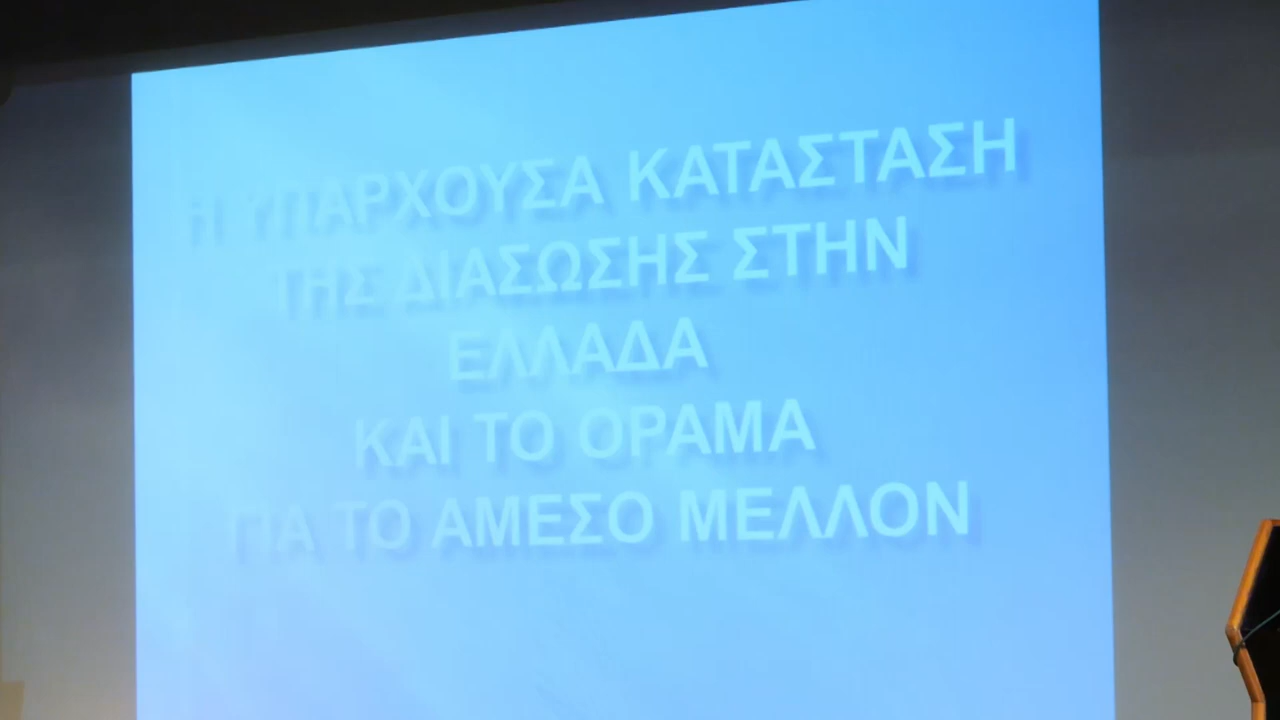 Η ΥΠΑΡΧΟΥΣΑ ΚΑΤΑΣΤΑΣΗ
ΤΗΣ ΔΙΑΣΩΣΗΣ ΣΤΗΝ
ΕΛΛΑΔΑ
ΚΑΙ ΤΟ ΟΡΑΜΑ
ΓΙΑ ΤΟ ΑΜΕΣΟ ΜΕΛΛΟΝ